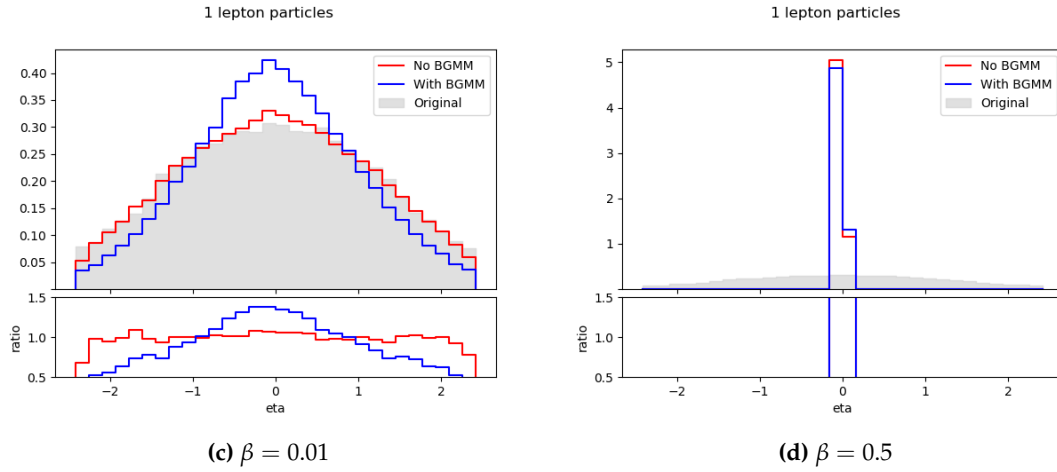 1 lepton particles
No BGMM
With BGMM
Original
0.40
0.35
0.30
0.25
0.20
0.15
0.10
0.05
1.5
1.0
0.5
ratio
−2 −1 0 1 2
eta
(c) β = 0.01
1 lepton particles
No BGMM
With BGMM
Original
5
4
3
2
1
1.5
1.0
0.5
ratio
−2 −1 0 1 2
eta
(d) β = 0.5